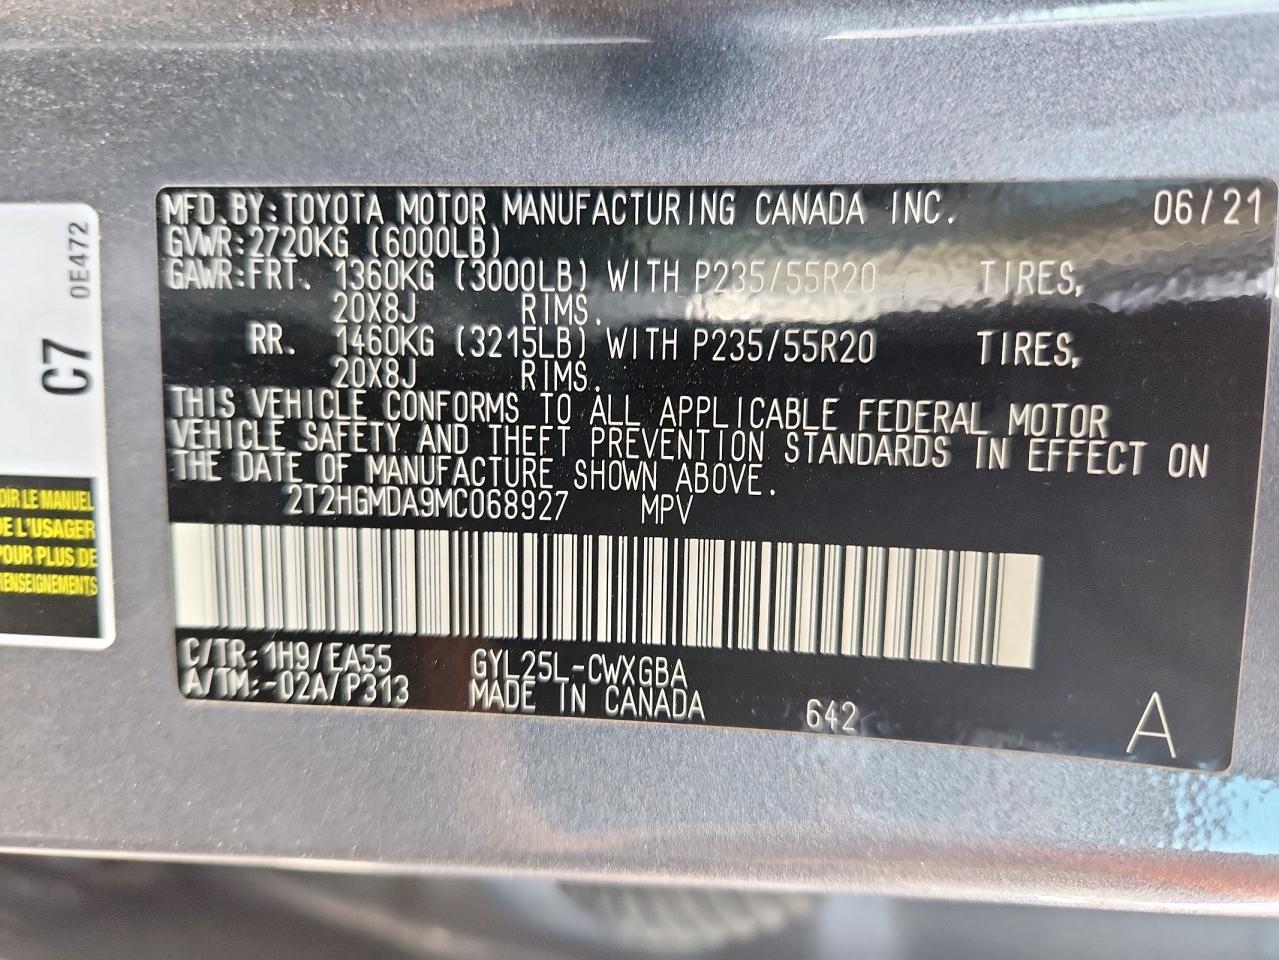 MFD.BY:TOYOTA MOTOR MANUFACTURING CANADA INC. 06/21
GVWR:2720KG (6000LB)
GAWR:FRT. 1360KG (3000LB) WITH P235/55R20 TIRES,
20X8J RIMS.
RR. 1460KG (3215LB) WITH P235/55R20 TIRES,
20X8J RIMS.
THIS VEHICLE CONFORMS TO ALL APPLICABLE FEDERAL MOTOR
VEHICLE SAFETY AND THEFT PREVENTION STANDARDS IN EFFECT ON
THE DATE OF MANUFACTURE SHOWN ABOVE.
2T2HGMDA9MC068927 MPV
C/TR:1H9/EA55 GYL25L-CWXGBA
A/TM:-02A/P313 MADE IN CANADA 642 A
C7 0E472
OIR LE MANUEL
DE L'USAGER
POUR PLUS DE
RENSEIGNEMENTS